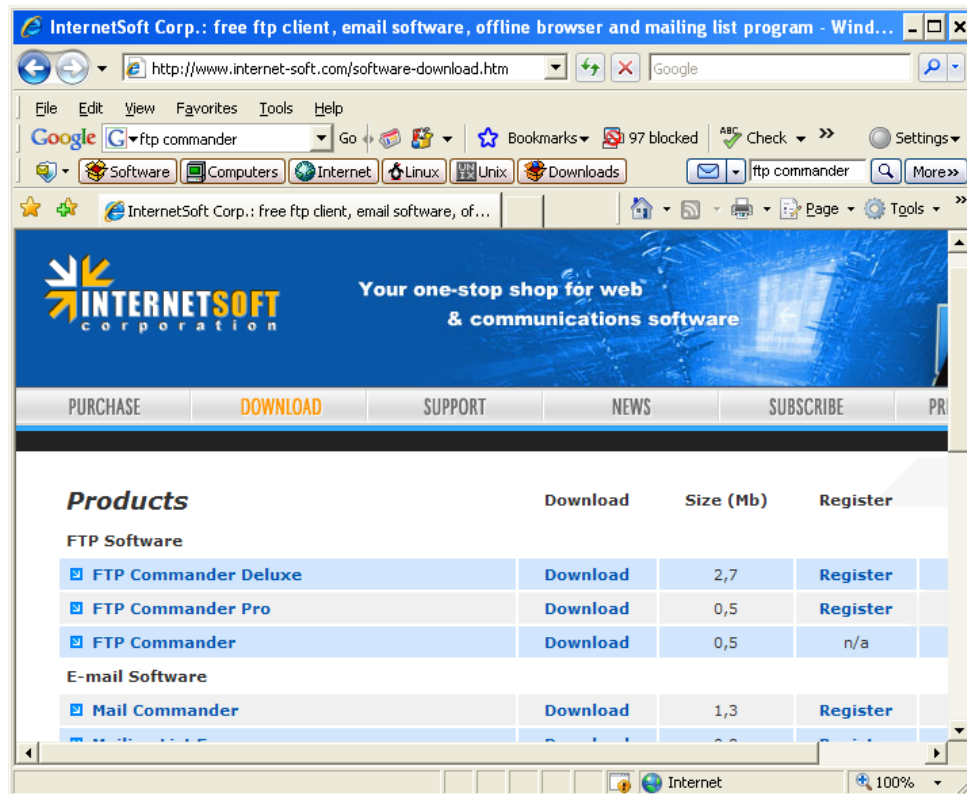 InternetSoft Corp.: free ftp client, email software, offline browser and mailing list program - Wind...
http://www.internet-soft.com/software-download.htm Google
File Edit View Favorites Tools Help
Google G ftp commander Go Bookmarks 97 blocked ABC Check >> Settings
Software Computers Internet Linux UNIX Unix Downloads ftp commander More>>
InternetSoft Corp.: free ftp client, email software, of... Page Tools >>
INTERNETSOFT
corporation
Your one-stop shop for web
& communications software
PURCHASE DOWNLOAD SUPPORT NEWS SUBSCRIBE PRI
Products Download Size (Mb) Register
FTP Software
FTP Commander Deluxe Download 2,7 Register
FTP Commander Pro Download 0,5 Register
FTP Commander Download 0,5 n/a
E-mail Software
Mail Commander Download 1,3 Register
Internet 100%